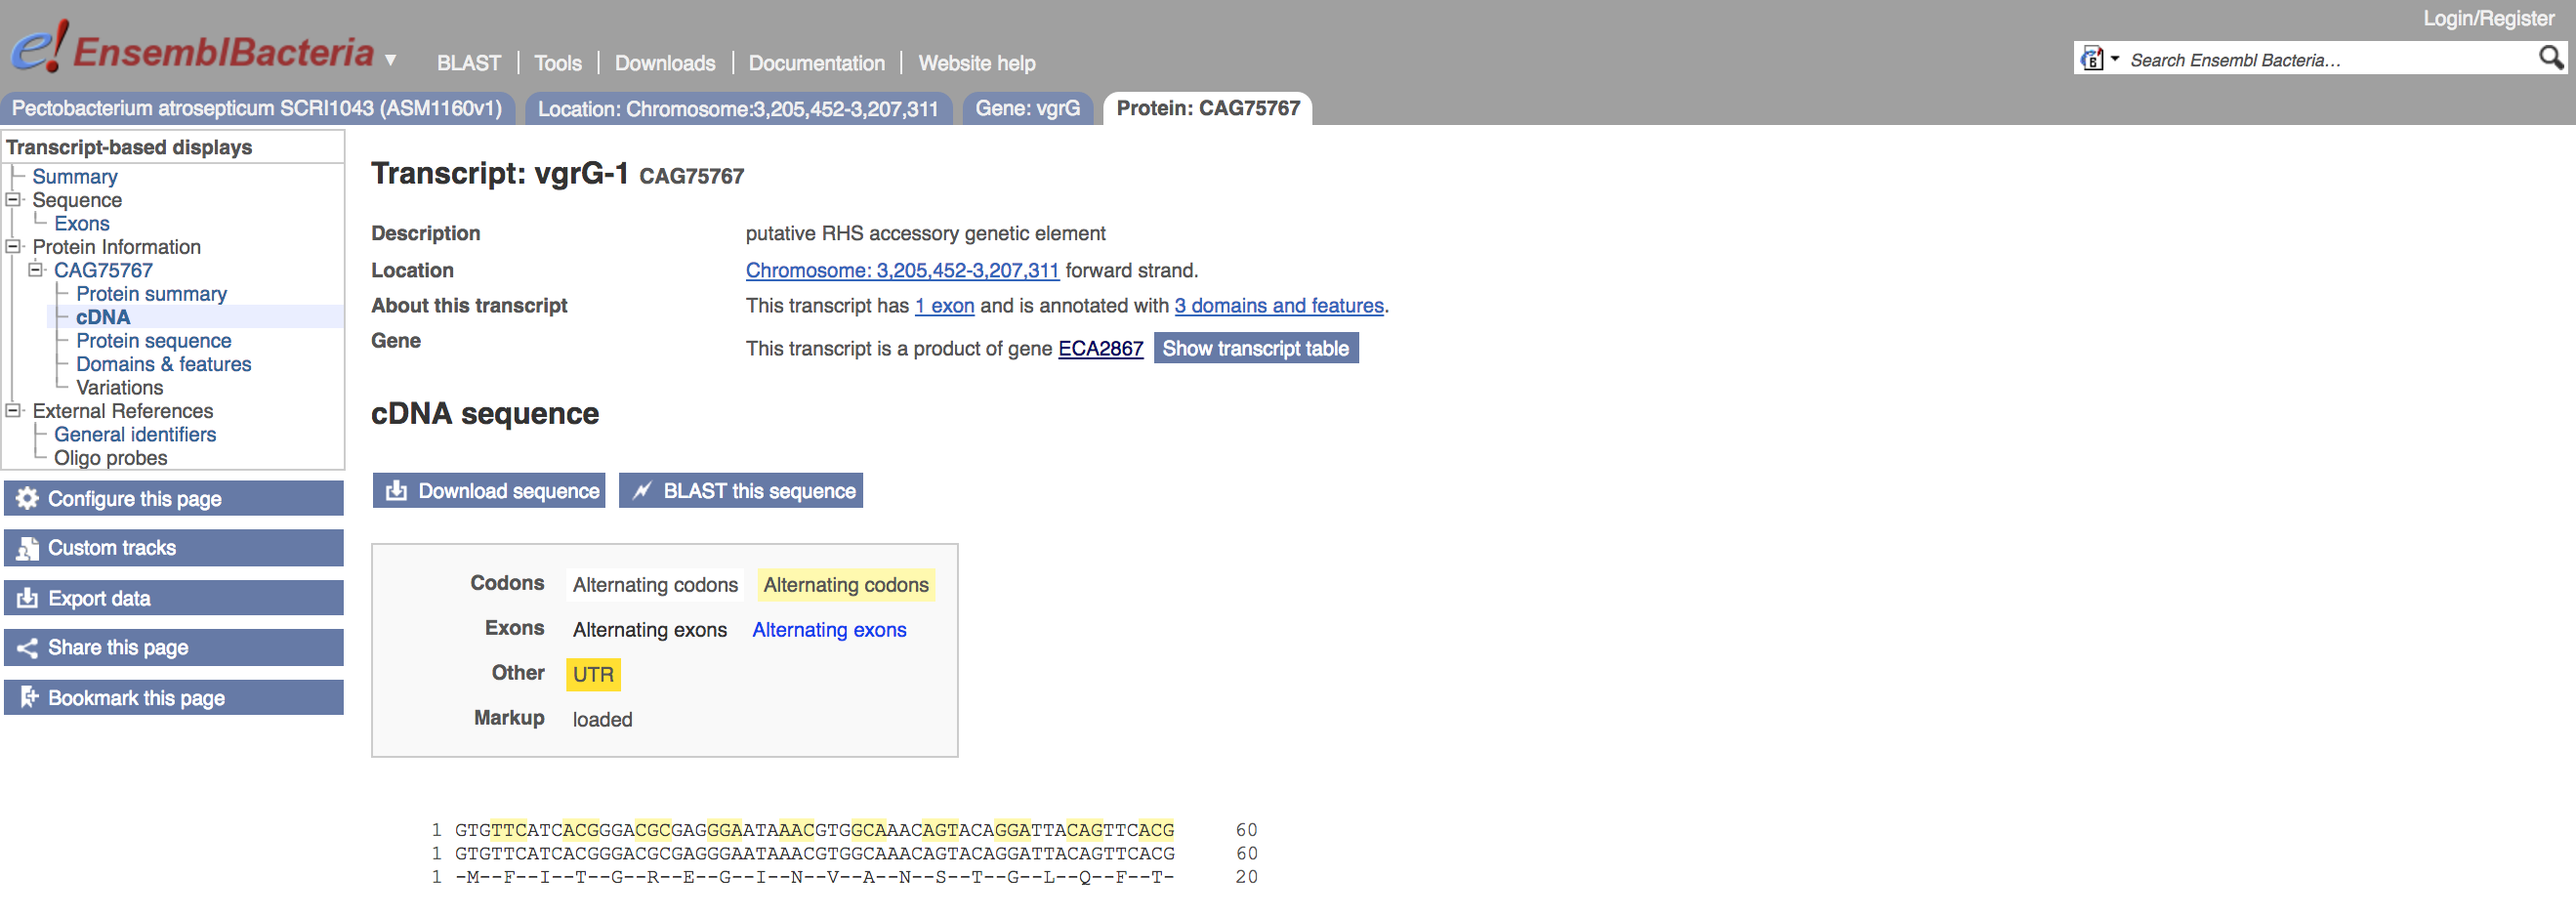 Login/Register
e!EnsemblBacteria ▼ BLAST | Tools | Downloads | Documentation | Website help
Search Ensembl Bacteria…
Pectobacterium atrosepticum SCRI1043 (ASM1160v1) Location: Chromosome:3,205,452-3,207,311 Gene: vgrG Protein: CAG75767
Transcript-based displays
Summary
Sequence
Exons
Protein Information
CAG75767
Protein summary
cDNA
Protein sequence
Domains & features
Variations
External References
General identifiers
Oligo probes
Configure this page
Custom tracks
Export data
Share this page
Bookmark this page
Transcript: vgrG-1 CAG75767
Description putative RHS accessory genetic element
Location Chromosome: 3,205,452-3,207,311 forward strand.
About this transcript This transcript has 1 exon and is annotated with 3 domains and features.
Gene This transcript is a product of gene ECA2867 Show transcript table
cDNA sequence
Download sequence BLAST this sequence
Codons Alternating codons Alternating codons
Exons Alternating exons Alternating exons
Other UTR
Markup loaded
1 GTGTTCATCACGGGACGCGAGGGAATAAACGTGGCAAACAGTACAGGATTACAGTTCACG 60
1 GTGTTCATCACGGGACGCGAGGGAATAAACGTGGCAAACAGTACAGGATTACAGTTCACG 60
1 -M--F--I--T--G--R--E--G--I--N--V--A--N--S--T--G--L--Q--F--T- 20